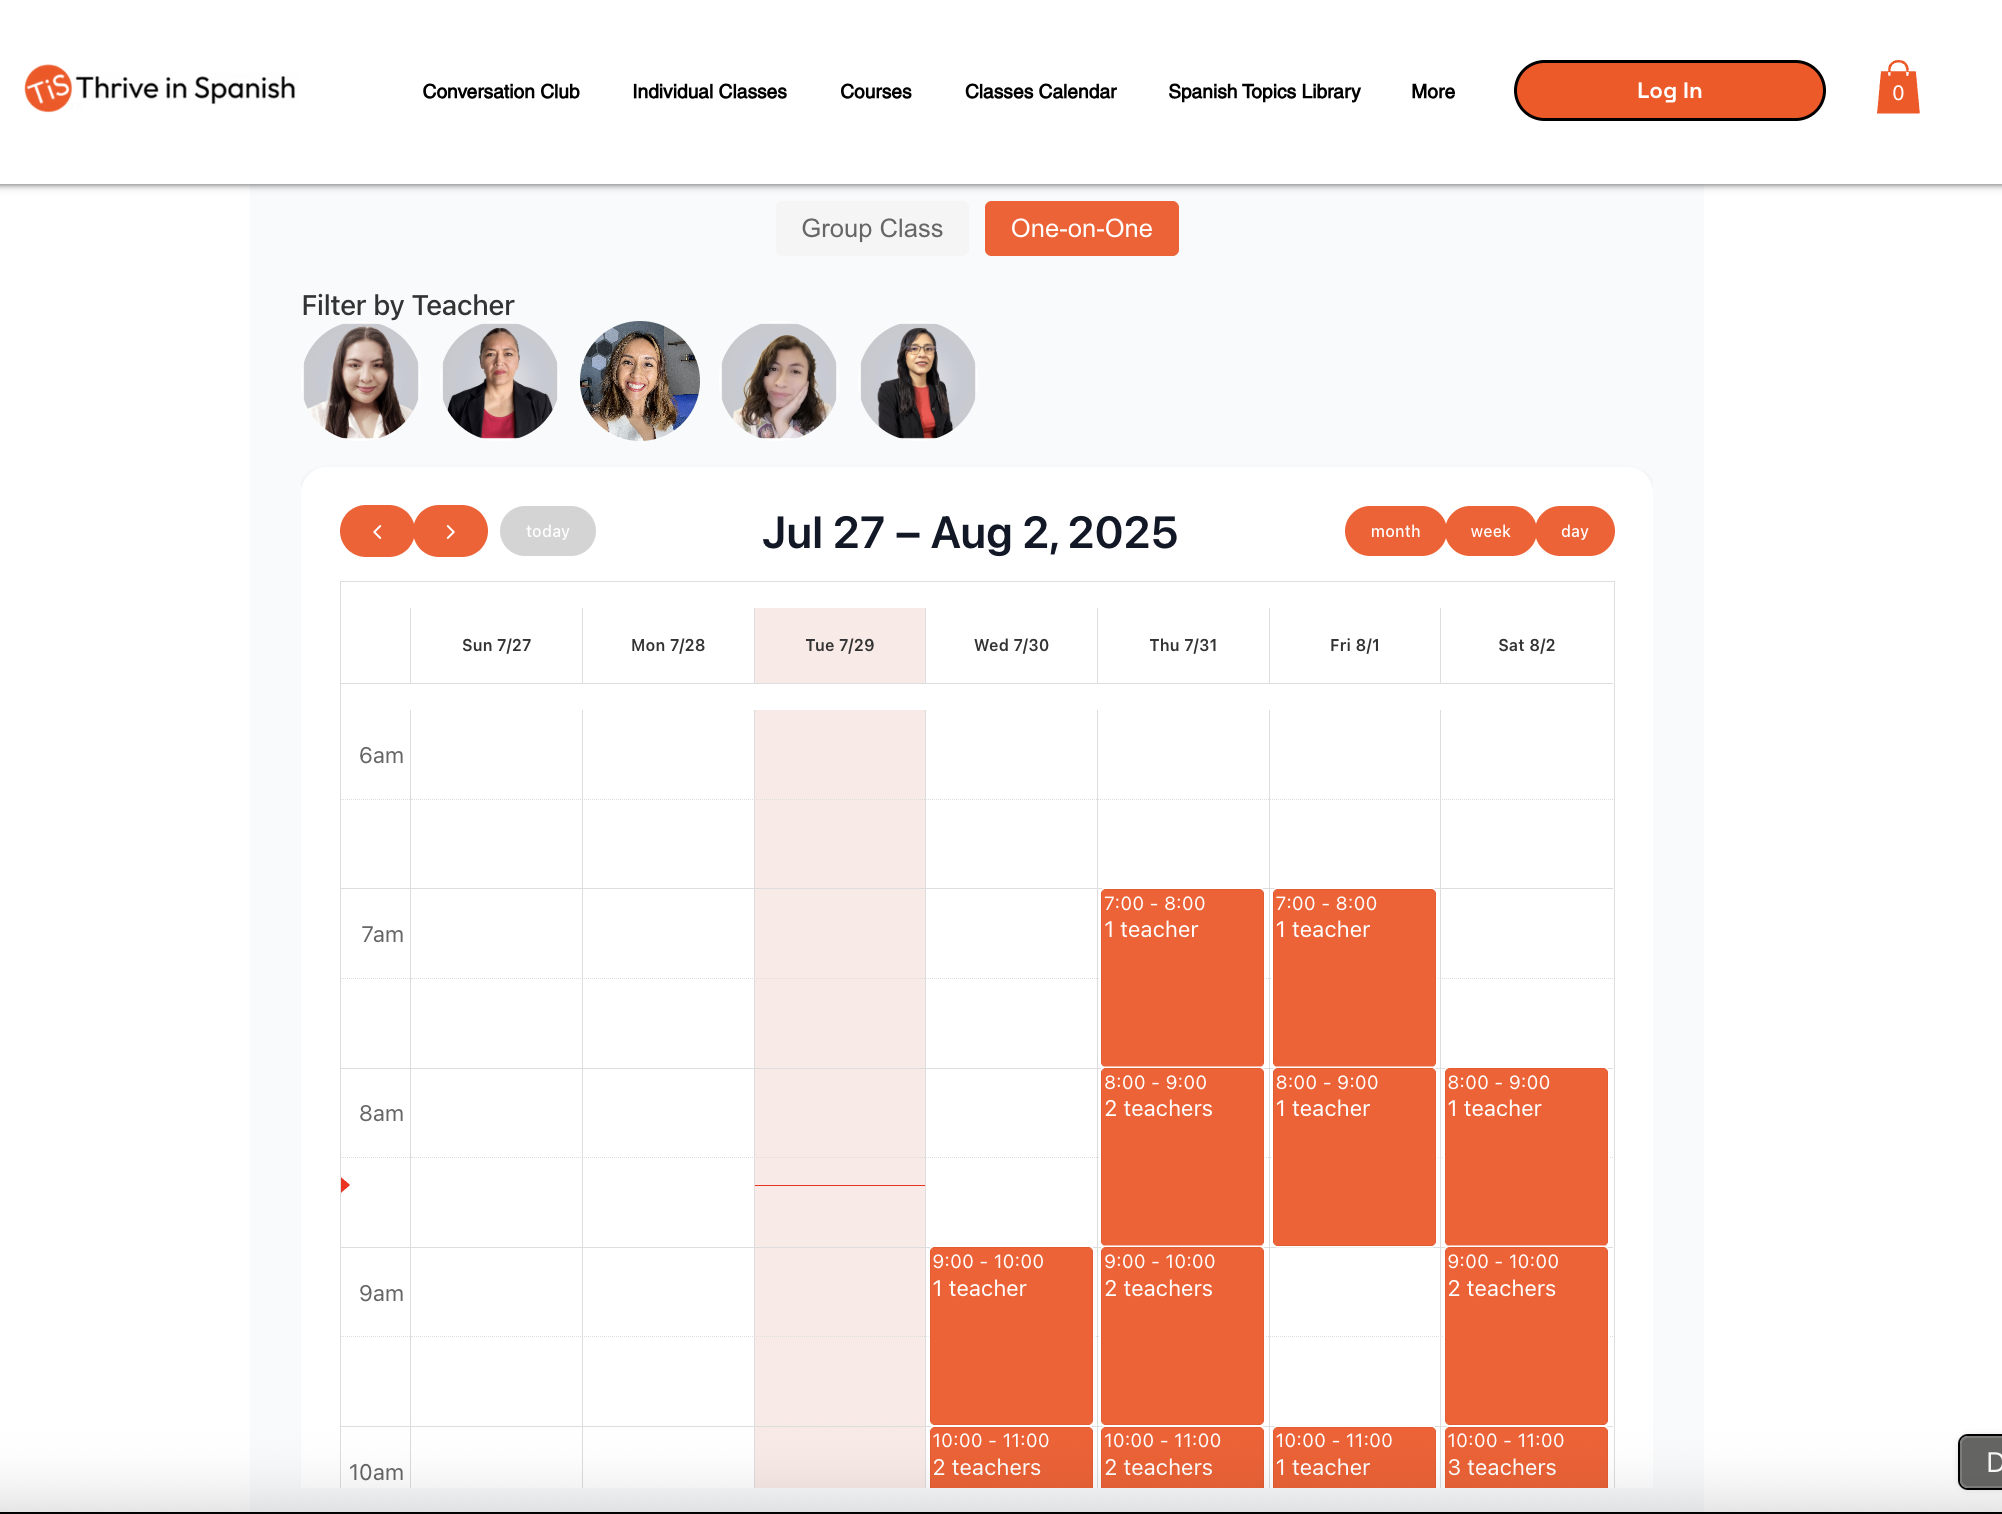 TiS Thrive in Spanish
Conversation Club
Individual Classes
Courses
Classes Calendar
Spanish Topics Library
More
Log In
0
Group Class
One-on-One
Filter by Teacher
today
Jul 27 – Aug 2, 2025
month
week
day
Sun 7/27
Mon 7/28
Tue 7/29
Wed 7/30
Thu 7/31
Fri 8/1
Sat 8/2
6am
7am
7:00 - 8:00
1 teacher
7:00 - 8:00
1 teacher
8am
8:00 - 9:00
2 teachers
8:00 - 9:00
1 teacher
8:00 - 9:00
1 teacher
9am
9:00 - 10:00
1 teacher
9:00 - 10:00
2 teachers
9:00 - 10:00
2 teachers
10am
10:00 - 11:00
2 teachers
10:00 - 11:00
2 teachers
10:00 - 11:00
1 teacher
10:00 - 11:00
3 teachers